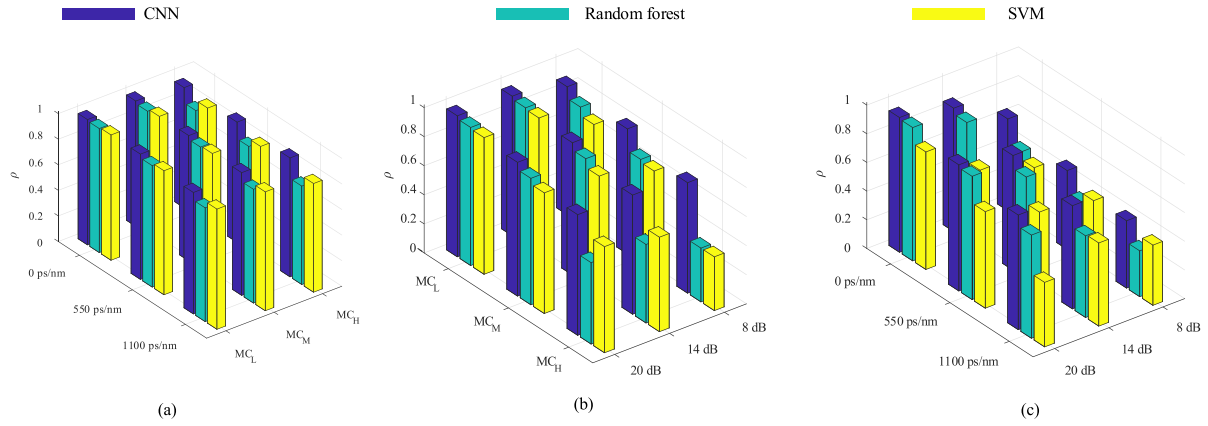 CNN Random forest SVM
ρ
1
0.8
0.6
0.4
0.2
0
0 ps/nm
550 ps/nm
1100 ps/nm
MC_L
MC_M
MC_H
(a)
ρ
1
0.8
0.6
0.4
0.2
0
MC_L
MC_M
MC_H
20 dB
14 dB
8 dB
(b)
ρ
1
0.8
0.6
0.4
0.2
0
0 ps/nm
550 ps/nm
1100 ps/nm
20 dB
14 dB
8 dB
(c)